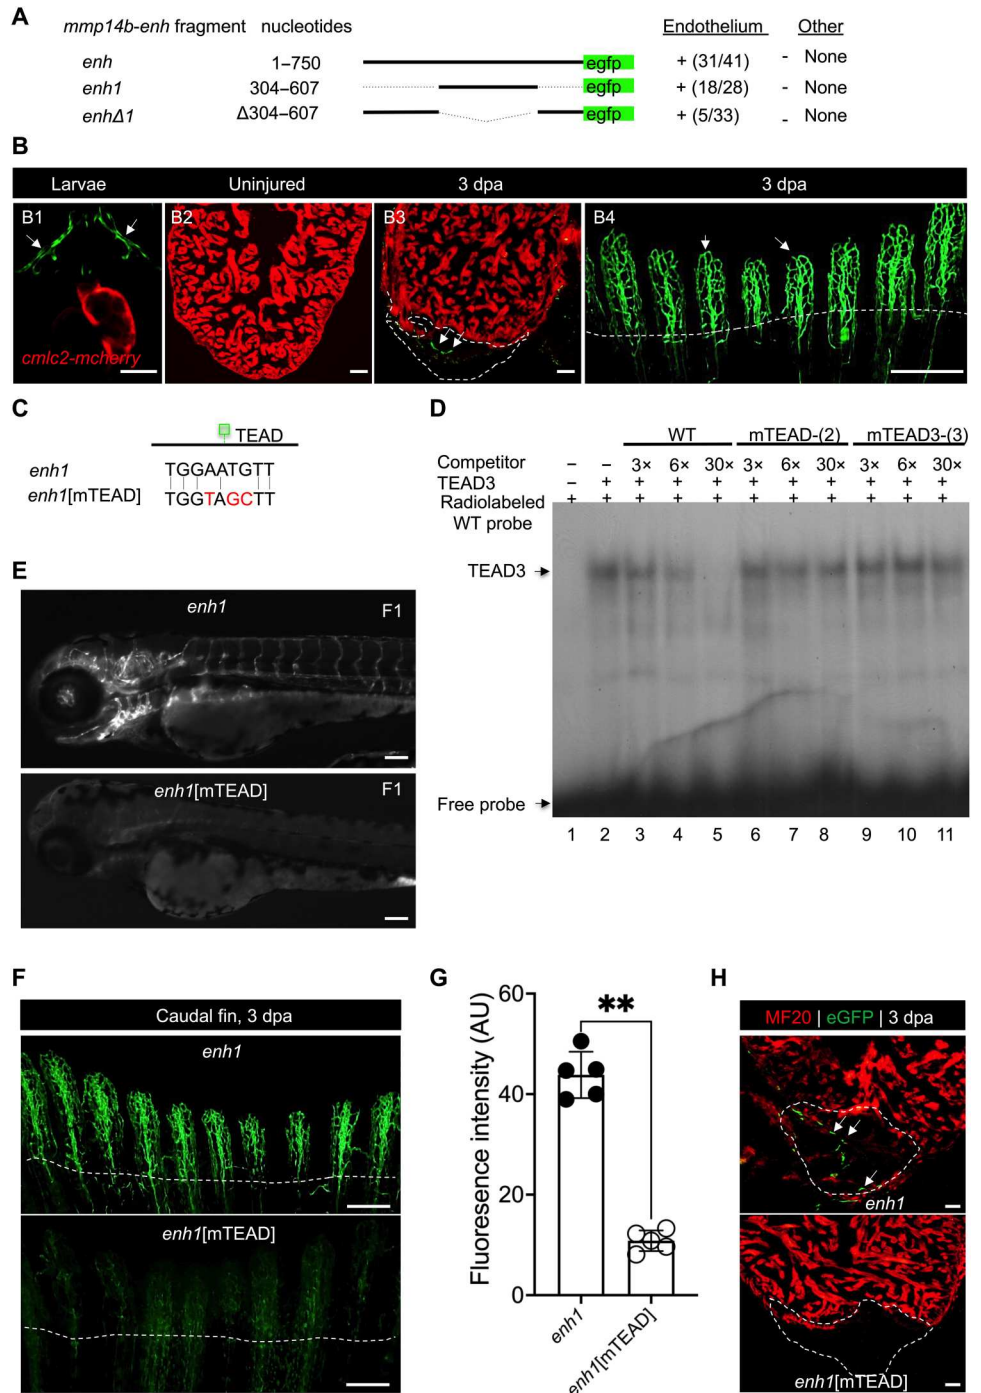 A
mmp14b-enh fragment nucleotides Endothelium Other
enh 1–750 egfp + (31/41) - None
enh1 304–607 egfp + (18/28) - None
enhΔ1 Δ304–607 egfp + (5/33) - None
B
Larvae Uninjured 3 dpa 3 dpa
B1 B2 B3 B4
cmlc2-mcherry
C
TEAD
enh1 TGGAATGTT
enh1[mTEAD] TGGTAGCTT
D
WT mTEAD-(2) mTEAD3-(3)
Competitor – – 3× 6× 30× 3× 6× 30× 3× 6× 30×
TEAD3 – + + + + + + + + + +
Radiolabeled + + + + + + + + + + +
WT probe
TEAD3
Free probe
1 2 3 4 5 6 7 8 9 10 11
E
enh1 F1
enh1[mTEAD] F1
F
Caudal fin, 3 dpa
enh1
enh1[mTEAD]
G
Fluoresence intensity (AU)
60
40
20
0
**
enh1
enh1[mTEAD]
H
MF20 | eGFP | 3 dpa
enh1
enh1[mTEAD]